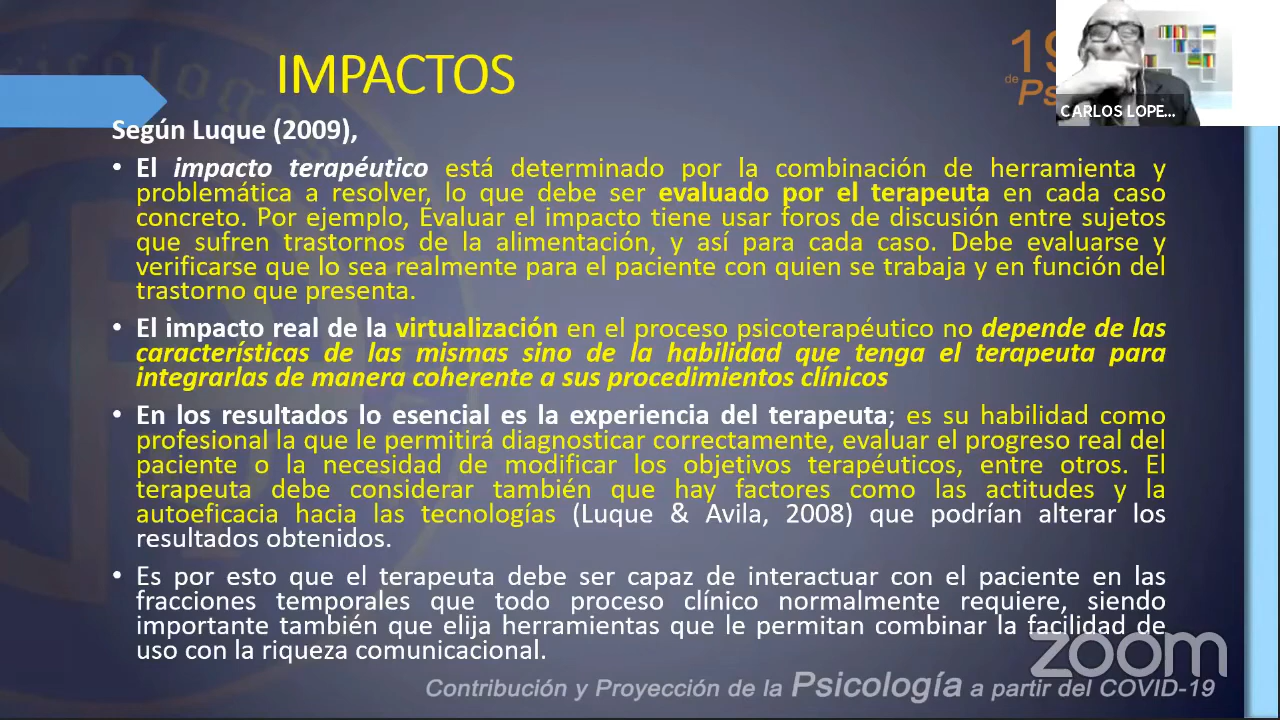 IMPACTOS
19
de
Ps
CARLOS LOPE...
Según Luque (2009),
• El impacto terapéutico está determinado por la combinación de herramienta y
problemática a resolver, lo que debe ser evaluado por el terapeuta en cada caso
concreto. Por ejemplo, Evaluar el impacto tiene usar foros de discusión entre sujetos
que sufren trastornos de la alimentación, y así para cada caso. Debe evaluarse y
verificarse que lo sea realmente para el paciente con quien se trabaja y en función del
trastorno que presenta.
• El impacto real de la virtualización en el proceso psicoterapéutico no depende de las
características de las mismas sino de la habilidad que tenga el terapeuta para
integrarlas de manera coherente a sus procedimientos clínicos
• En los resultados lo esencial es la experiencia del terapeuta; es su habilidad como
profesional la que le permitirá diagnosticar correctamente, evaluar el progreso real del
paciente o la necesidad de modificar los objetivos terapéuticos, entre otros. El
terapeuta debe considerar también que hay factores como las actitudes y la
autoeficacia hacia las tecnologías (Luque & Avila, 2008) que podrían alterar los
resultados obtenidos.
• Es por esto que el terapeuta debe ser capaz de interactuar con el paciente en las
fracciones temporales que todo proceso clínico normalmente requiere, siendo
importante también que elija herramientas que le permitan combinar la facilidad de
uso con la riqueza comunicacional.
zoom
Contribución y Proyección de la Psicología a partir del COVID-19